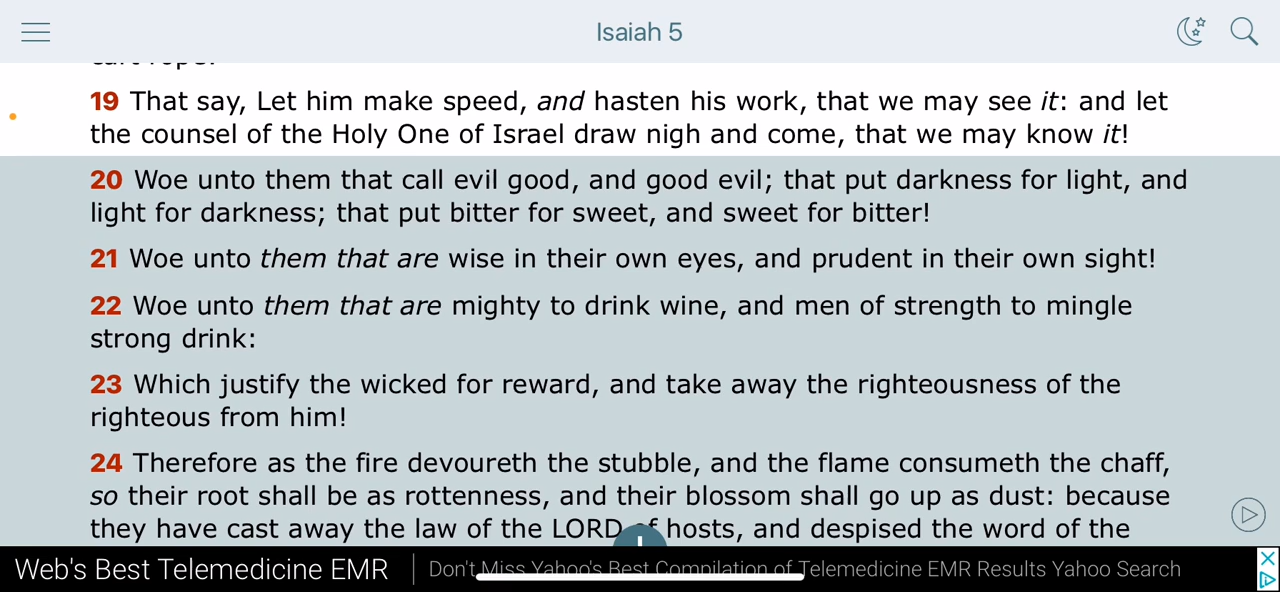 Isaiah 5
cart rope:
19 That say, Let him make speed, and hasten his work, that we may see it: and let
the counsel of the Holy One of Israel draw nigh and come, that we may know it!
20 Woe unto them that call evil good, and good evil; that put darkness for light, and
light for darkness; that put bitter for sweet, and sweet for bitter!
21 Woe unto them that are wise in their own eyes, and prudent in their own sight!
22 Woe unto them that are mighty to drink wine, and men of strength to mingle
strong drink:
23 Which justify the wicked for reward, and take away the righteousness of the
righteous from him!
24 Therefore as the fire devoureth the stubble, and the flame consumeth the chaff,
so their root shall be as rottenness, and their blossom shall go up as dust: because
they have cast away the law of the LORD of hosts, and despised the word of the
Web's Best Telemedicine EMR
Don't Miss Yahoo's Best Compilation of Telemedicine EMR Results Yahoo Search